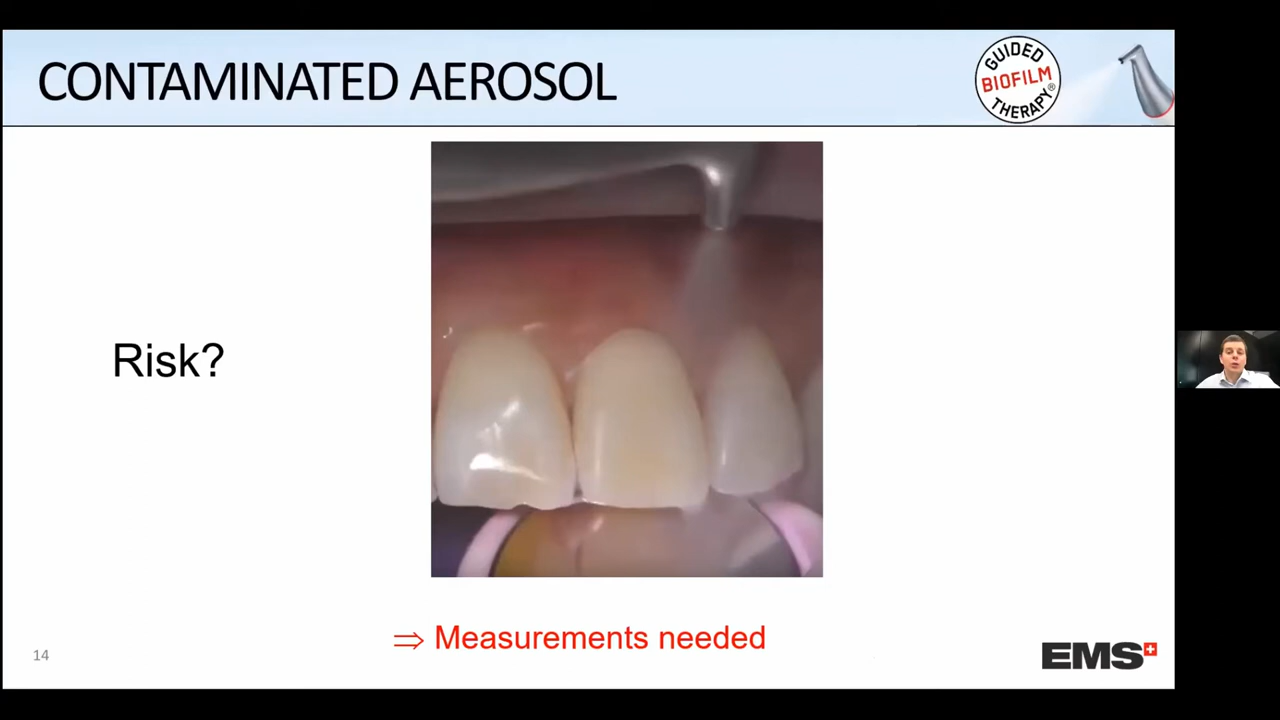 CONTAMINATED AEROSOL
GUIDED
BIOFILM
THERAPY®
Risk?
⇒ Measurements needed
14
EMS